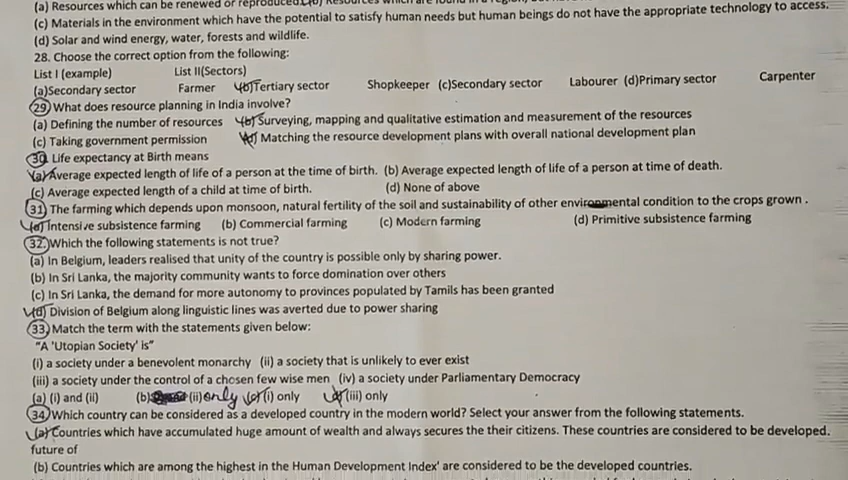 (a) Resources which can be renewed or reproduced.(b) Resources which are found in a region, but
(c) Materials in the environment which have the potential to satisfy human needs but human beings do not have the appropriate technology to access.
(d) Solar and wind energy, water, forests and wildlife.
28. Choose the correct option from the following:
List I (example) List II(Sectors)
(a)Secondary sector Farmer (b)Tertiary sector Shopkeeper (c)Secondary sector Labourer (d)Primary sector Carpenter
29) What does resource planning in India involve?
(a) Defining the number of resources (b) Surveying, mapping and qualitative estimation and measurement of the resources
(c) Taking government permission (d) Matching the resource development plans with overall national development plan
30. Life expectancy at Birth means
(a) Average expected length of life of a person at the time of birth. (b) Average expected length of life of a person at time of death.
(c) Average expected length of a child at time of birth. (d) None of above
31) The farming which depends upon monsoon, natural fertility of the soil and sustainability of other environmental condition to the crops grown .
(a) Intensive subsistence farming (b) Commercial farming (c) Modern farming (d) Primitive subsistence farming
32.)Which the following statements is not true?
(a) In Belgium, leaders realised that unity of the country is possible only by sharing power.
(b) In Sri Lanka, the majority community wants to force domination over others
(c) In Sri Lanka, the demand for more autonomy to provinces populated by Tamils has been granted
(d) Division of Belgium along linguistic lines was averted due to power sharing
33. Match the term with the statements given below:
"A 'Utopian Society' is"
(i) a society under a benevolent monarchy (ii) a society that is unlikely to ever exist
(iii) a society under the control of a chosen few wise men (iv) a society under Parliamentary Democracy
(a) (i) and (ii) (b) (ii) only (c) (i) only (d) (iii) only
34. Which country can be considered as a developed country in the modern world? Select your answer from the following statements.
(a) Countries which have accumulated huge amount of wealth and always secures the their citizens. These countries are considered to be developed.
future of
(b) Countries which are among the highest in the Human Development Index' are considered to be the developed countries.